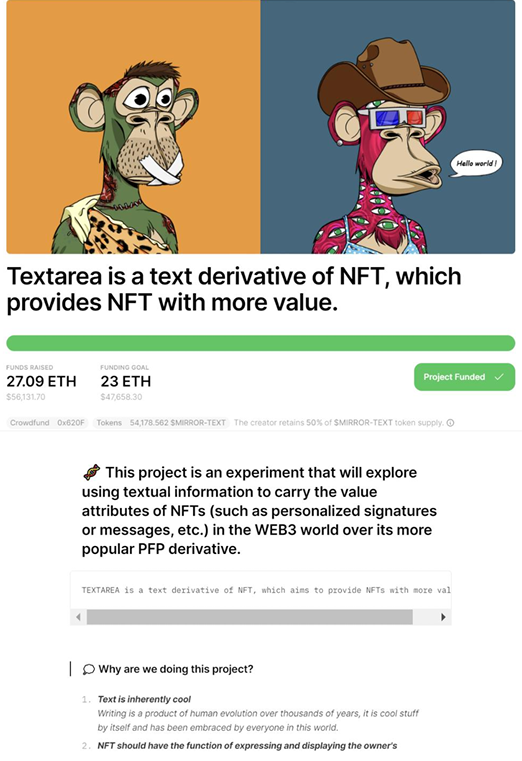 Hello world !
Textarea is a text derivative of NFT, which
provides NFT with more value.
FUNDS RAISED
27.09 ETH
$56,131.70
FUNDING GOAL
23 ETH
$47,658.30
Project Funded
Crowdfund 0x620F Tokens 54,178.562 $MIRROR-TEXT The creator retains 50% of $MIRROR-TEXT token supply.
This project is an experiment that will explore
using textual information to carry the value
attributes of NFTs (such as personalized signatures
or messages, etc.) in the WEB3 world over its more
popular PFP derivative.
TEXTAREA is a text derivative of NFT, which aims to provide NFTs with more val
Why are we doing this project?
1. Text is inherently cool
Writing is a product of human evolution over thousands of years, it is cool stuff
by itself and has been embraced by everyone in this world.
2. NFT should have the function of expressing and displaying the owner's